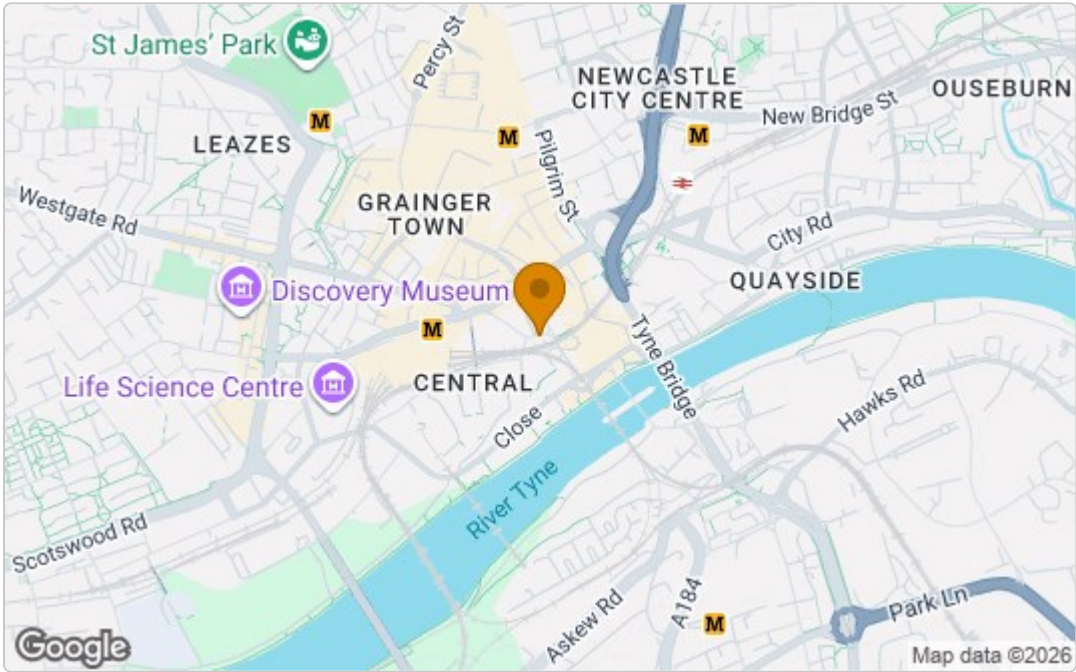 St James' Park
Percy St
NEWCASTLE
CITY CENTRE
OUSEBURN
New Bridge St
M
M
M
LEAZES
Pilgrim St
Westgate Rd
GRAINGER
TOWN
City Rd
QUAYSIDE
Discovery Museum
M
Tyne Bridge
Life Science Centre
CENTRAL
Hawks Rd
Close
River Tyne
Scotswood Rd
Askew Rd
A184
M
Park Ln
Google
Map data ©2026